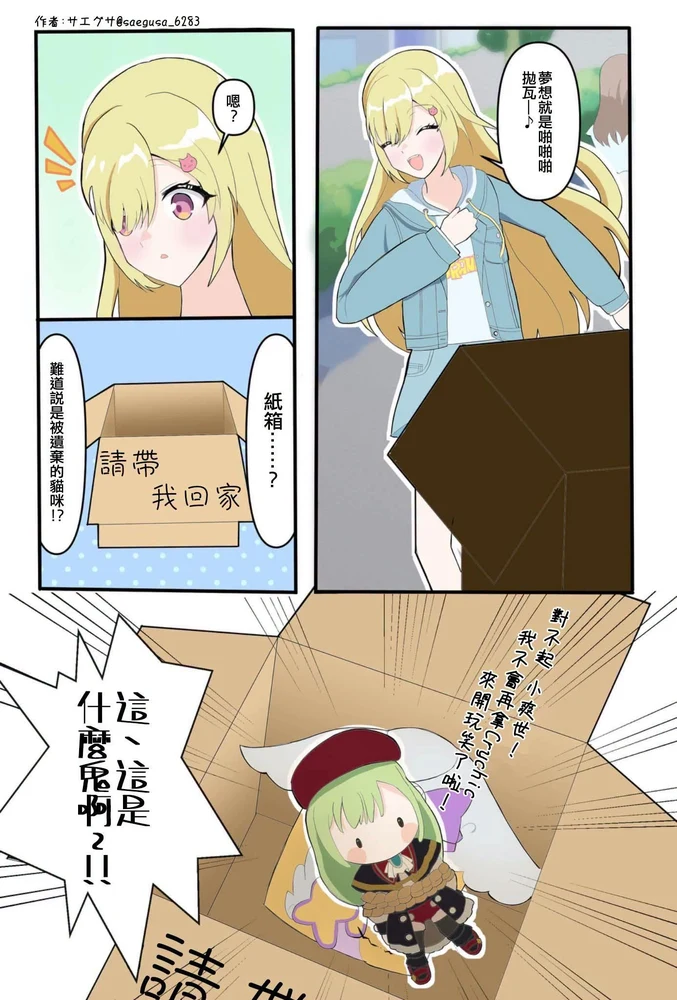 作者：サエグサ@saegusa_6283
夢想就是啪啪啪
拋瓦—♪
嗯？
紙箱……？
難道説是被遺棄的貓咪!?
請帶
我回家
對不起 小爽世！
我不會再拿Crychic
來開玩笑了啦！
這、這是
什麼鬼啊～!!
請
帶
我